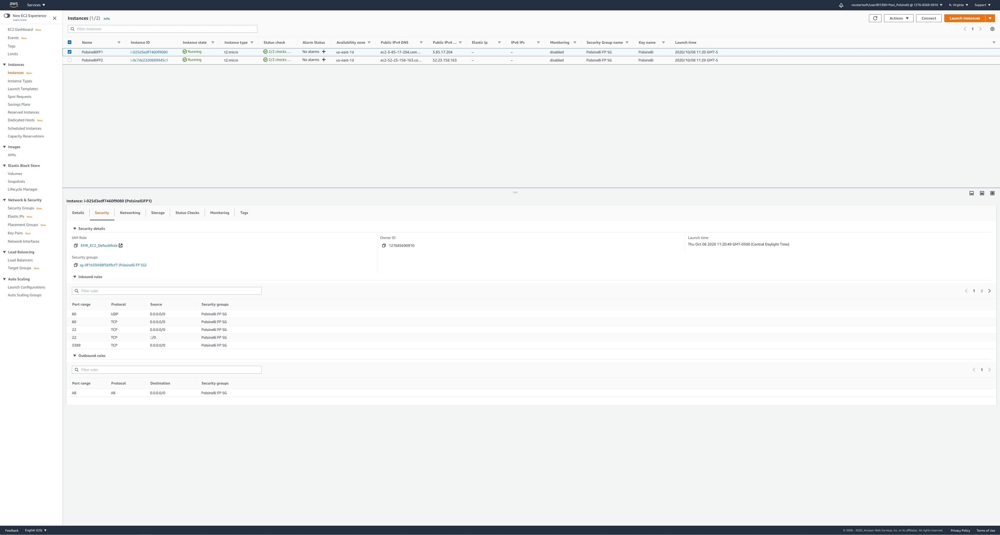 aws Services vocstartsoft/user901300=Paul_Polsinelli @ 1276-8569-0910 N. Virginia Support
New EC2 Experience
Learn more
EC2 Dashboard New
Events New
Tags
Limits
Instances
Instances New
Instance Types
Launch Templates
Spot Requests
Savings Plans
Reserved Instances
Dedicated Hosts New
Scheduled Instances
Capacity Reservations
Images
AMIs
Elastic Block Store
Volumes
Snapshots
Lifecycle Manager
Network & Security
Security Groups New
Elastic IPs New
Placement Groups New
Key Pairs New
Network Interfaces
Load Balancing
Load Balancers
Target Groups New
Auto Scaling
Launch Configurations
Auto Scaling Groups
Instances (1/2) Info
Actions Connect Launch instances
Filter instances
1
Name Instance ID Instance state Instance type Status check Alarm Status Availability zone Public IPv4 DNS Public IPv4 ... Elastic Ip IPv6 IPs Monitoring Security Group name Key name Launch time
PolsinelliFP1 i-025d3edf7460f9080 Running t2.micro 2/2 checks ... No alarms + us-east-1d ec2-3-85-17-204.com... 3.85.17.204 – – disabled Polsinelli FP SG Polsinelli 2020/10/08 11:20 GMT-5
PolsinelliFP2 i-0c7de22d0889945c1 Running t2.micro 2/2 checks ... No alarms + us-east-1d ec2-52-23-158-163.co... 52.23.158.163 – – disabled Polsinelli FP SG Polsinelli 2020/10/08 11:29 GMT-5
Instance: i-025d3edf7460f9080 (PolsinelliFP1)
Details Security Networking Storage Status Checks Monitoring Tags
Security details
IAM Role Owner ID Launch time
EMR_EC2_DefaultRole 127685690910 Thu Oct 08 2020 11:20:49 GMT-0500 (Central Daylight Time)
Security groups
sg-0f1b39498f5bf9cf7 (Polsinelli FP SG)
Inbound rules
Filter rules
1 2
Port range Protocol Source Security groups
80 UDP 0.0.0.0/0 Polsinelli FP SG
80 TCP 0.0.0.0/0 Polsinelli FP SG
22 TCP 0.0.0.0/0 Polsinelli FP SG
22 TCP ::/0 Polsinelli FP SG
3389 TCP 0.0.0.0/0 Polsinelli FP SG
Outbound rules
Filter rules
1
Port range Protocol Destination Security groups
All All 0.0.0.0/0 Polsinelli FP SG
Feedback English (US) © 2008 - 2020, Amazon Web Services, Inc. or its affiliates. All rights reserved. Privacy Policy Terms of Use